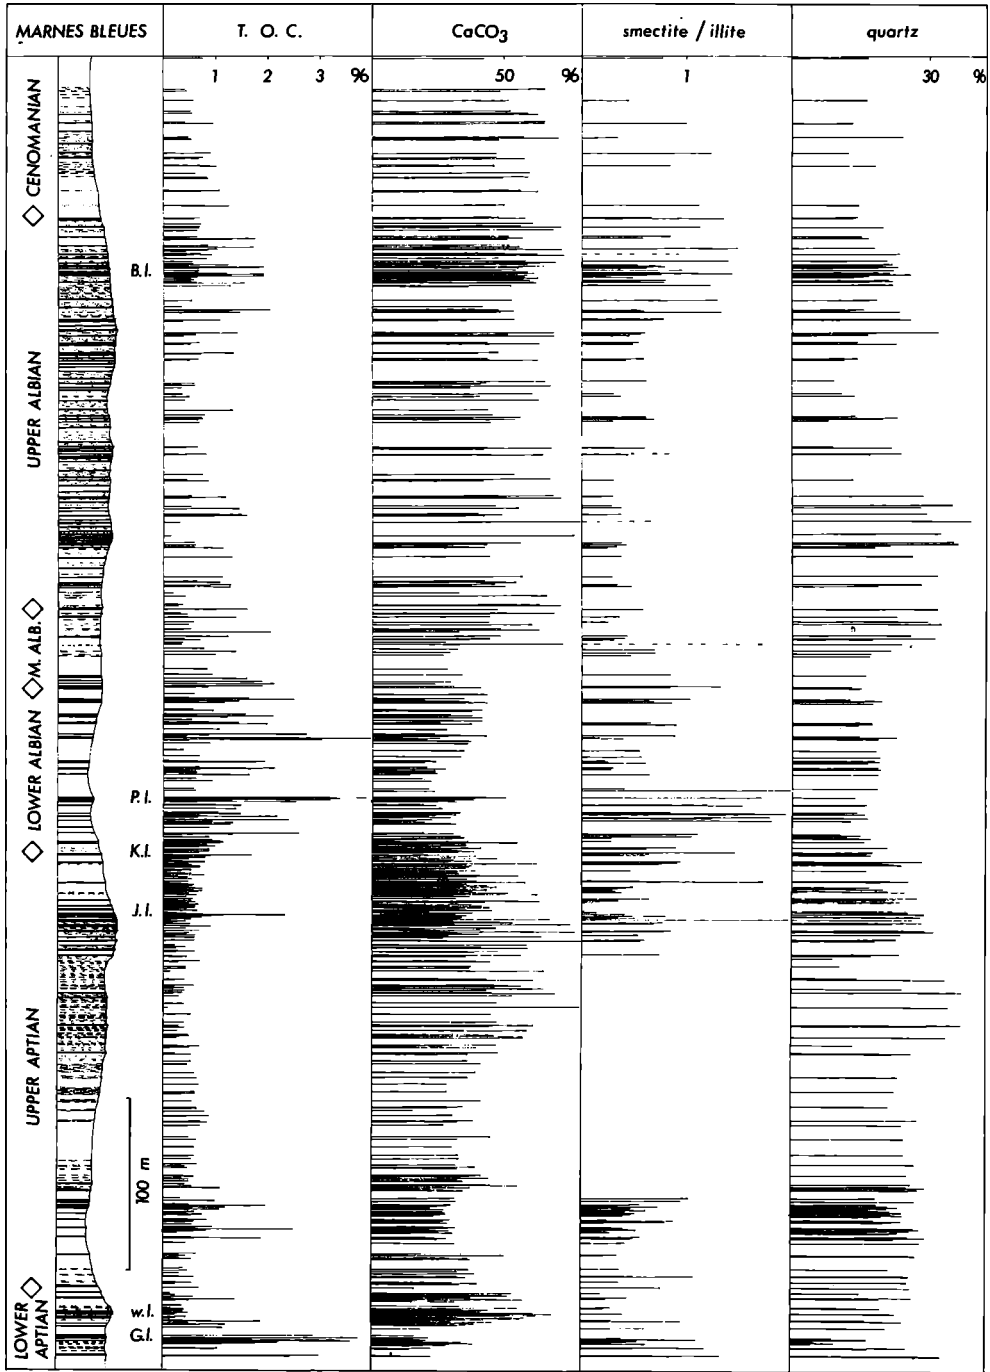 MARNES BLEUES
T. O. C.
CaCO3
smectite / illite
quartz
1 2 3 %
50 %
1
30 %
CENOMANIAN
B.l.
UPPER ALBIAN
M. ALB.
LOWER ALBIAN
P.l.
K.l.
J.l.
UPPER APTIAN
100 m
LOWER APTIAN
w.l.
G.l.